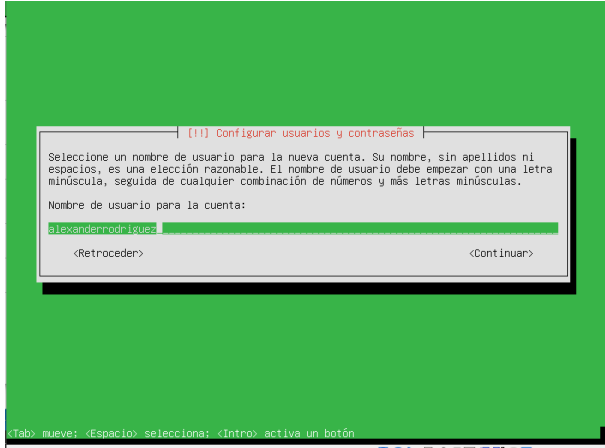 [!!] Configurar usuarios y contraseñas
Seleccione un nombre de usuario para la nueva cuenta. Su nombre, sin apellidos ni
espacios, es una elección razonable. El nombre de usuario debe empezar con una letra
minúscula, seguida de cualquier combinación de números y más letras minúsculas.
Nombre de usuario para la cuenta:
alexanderrodriguez
<Retroceder> <Continuar>
<Tab> mueve; <Espacio> selecciona; <Intro> activa un botón